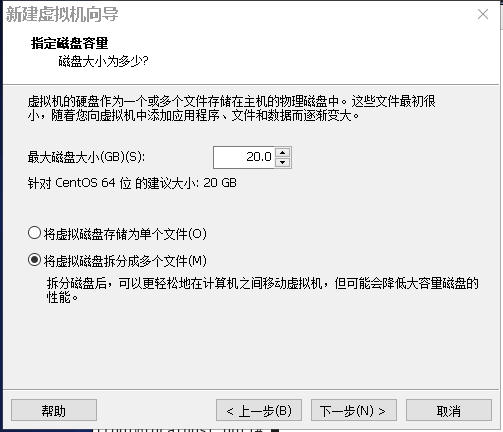 新建虚拟机向导
指定磁盘容量
磁盘大小为多少?
虚拟机的硬盘作为一个或多个文件存储在主机的物理磁盘中。这些文件最初很
小，随着您向虚拟机中添加应用程序、文件和数据而逐渐变大。
最大磁盘大小(GB)(S): 20.0
针对 CentOS 64 位 的建议大小: 20 GB
将虚拟磁盘存储为单个文件(O)
将虚拟磁盘拆分成多个文件(M)
拆分磁盘后，可以更轻松地在计算机之间移动虚拟机，但可能会降低大容量磁盘的
性能。
帮助 < 上一步(B) 下一步(N) > 取消